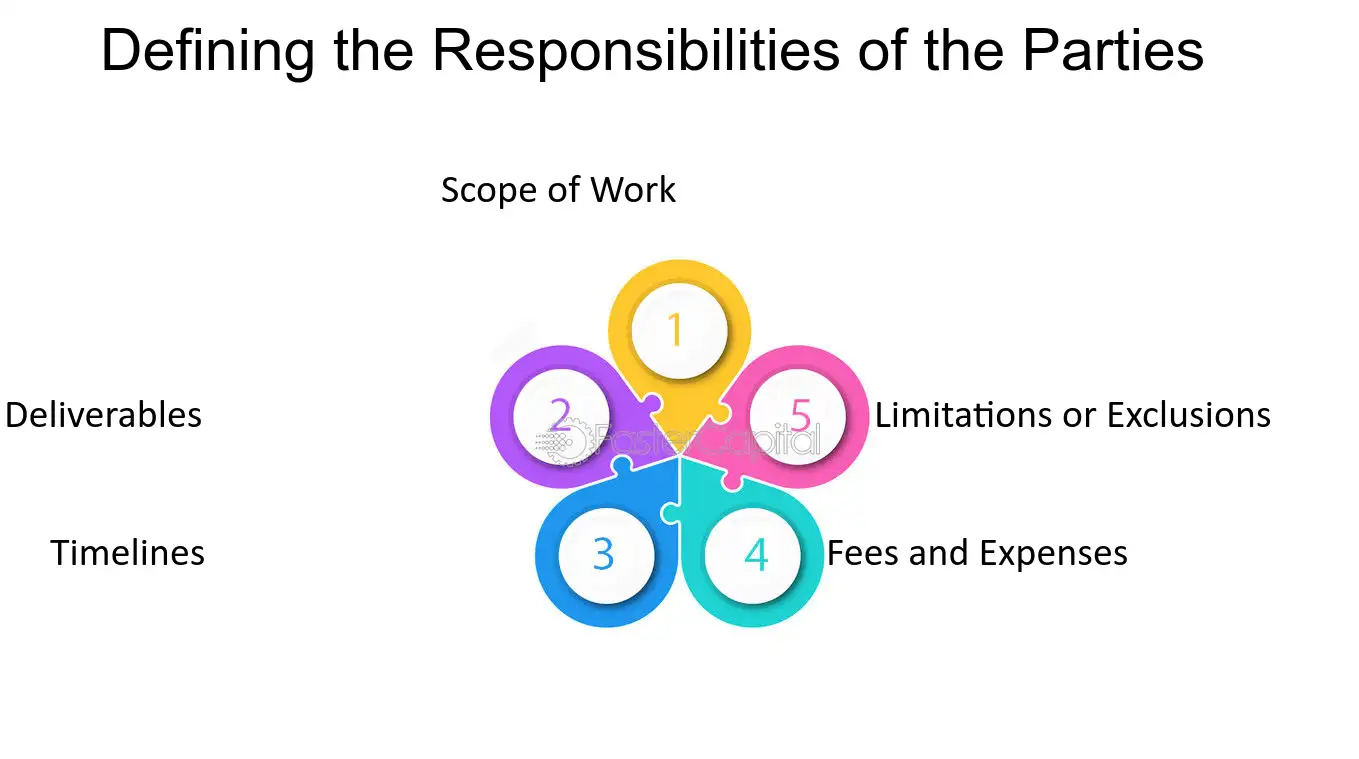 Defining the Responsibilities of the Parties
Scope of Work
1
2
5
Deliverables
Limitations or Exclusions
FasterCapital
3
4
Timelines
Fees and Expenses